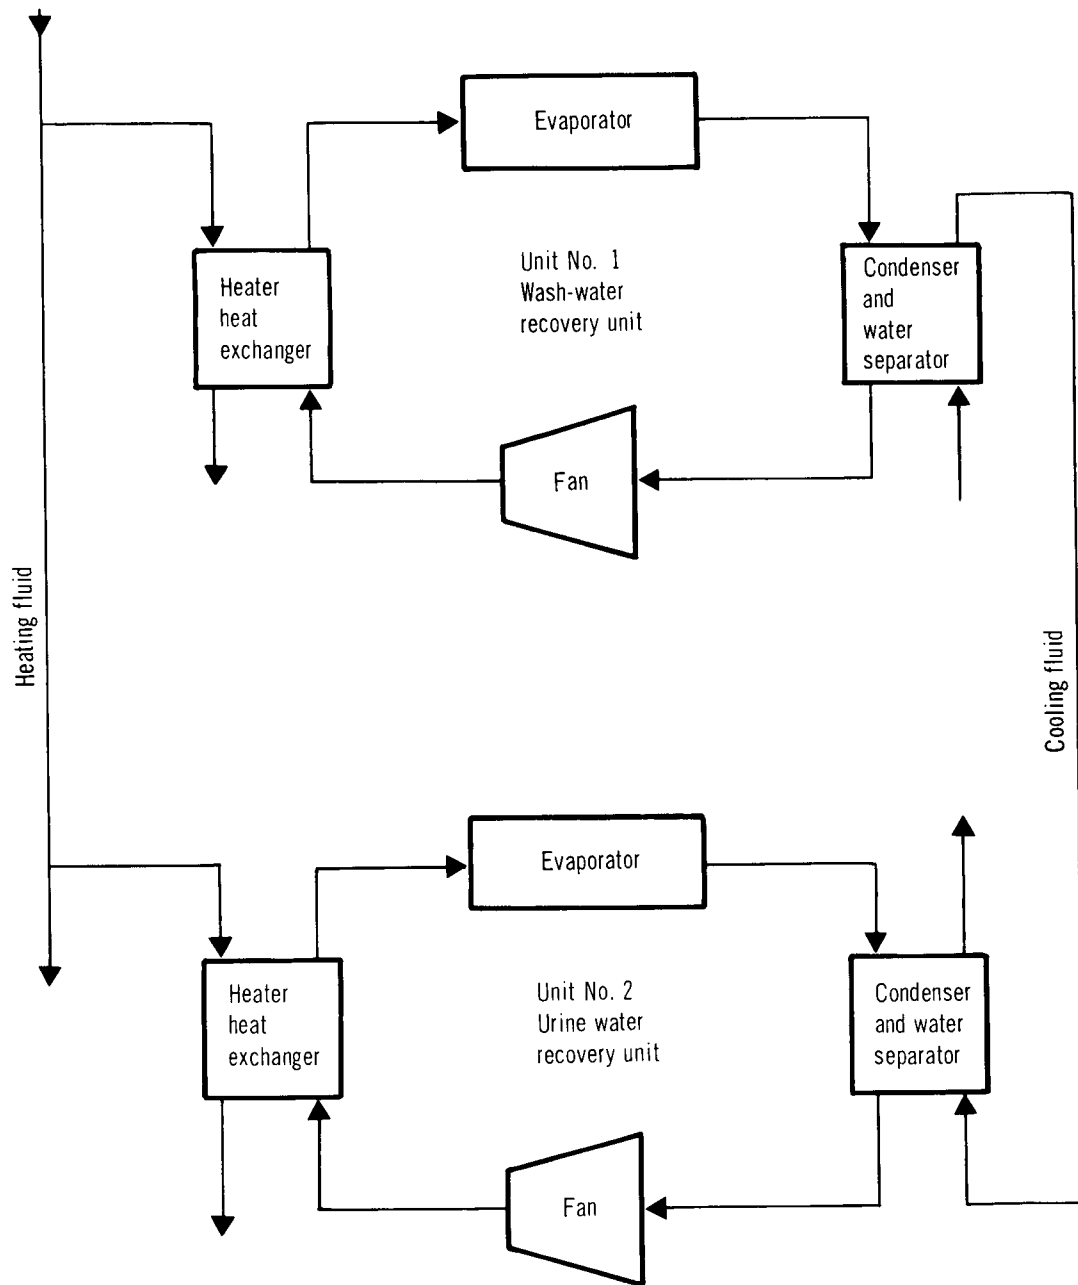 Evaporator
Unit No. 1
Wash-water
recovery unit
Heater
heat
exchanger
Condenser
and
water
separator
Fan
Heating fluid
Cooling fluid
Evaporator
Unit No. 2
Urine water
recovery unit
Heater
heat
exchanger
Condenser
and water
separator
Fan